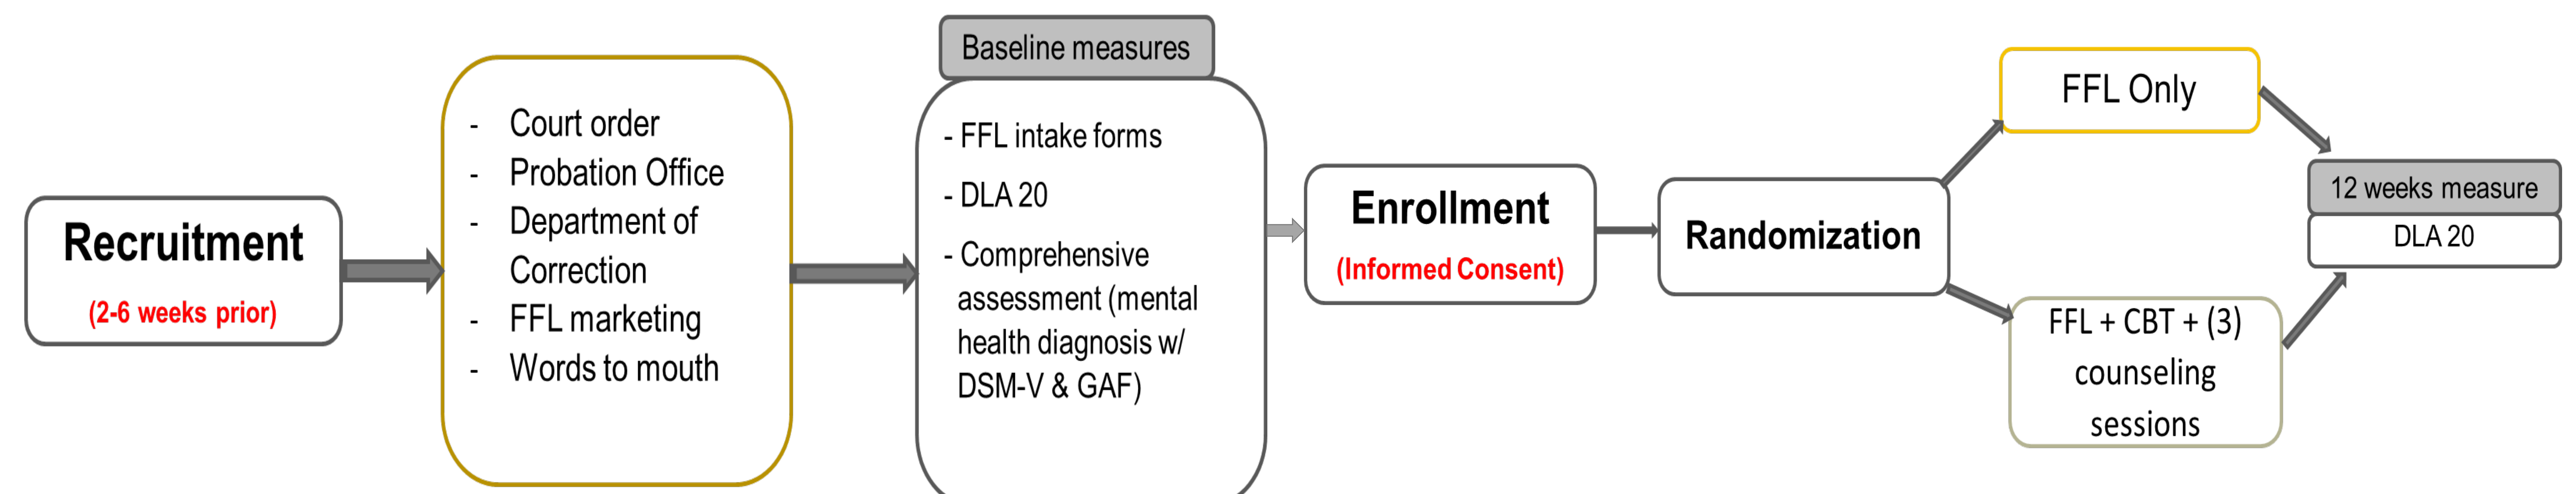 Recruitment
(2-6 weeks prior)
- Court order
- Probation Office
- Department of
Correction
- FFL marketing
- Words to mouth
Baseline measures
- FFL intake forms
- DLA 20
- Comprehensive
assessment (mental
health diagnosis w/
DSM-V & GAF)
Enrollment
(Informed Consent)
Randomization
FFL Only
FFL + CBT + (3)
counseling
sessions
12 weeks measure
DLA 20